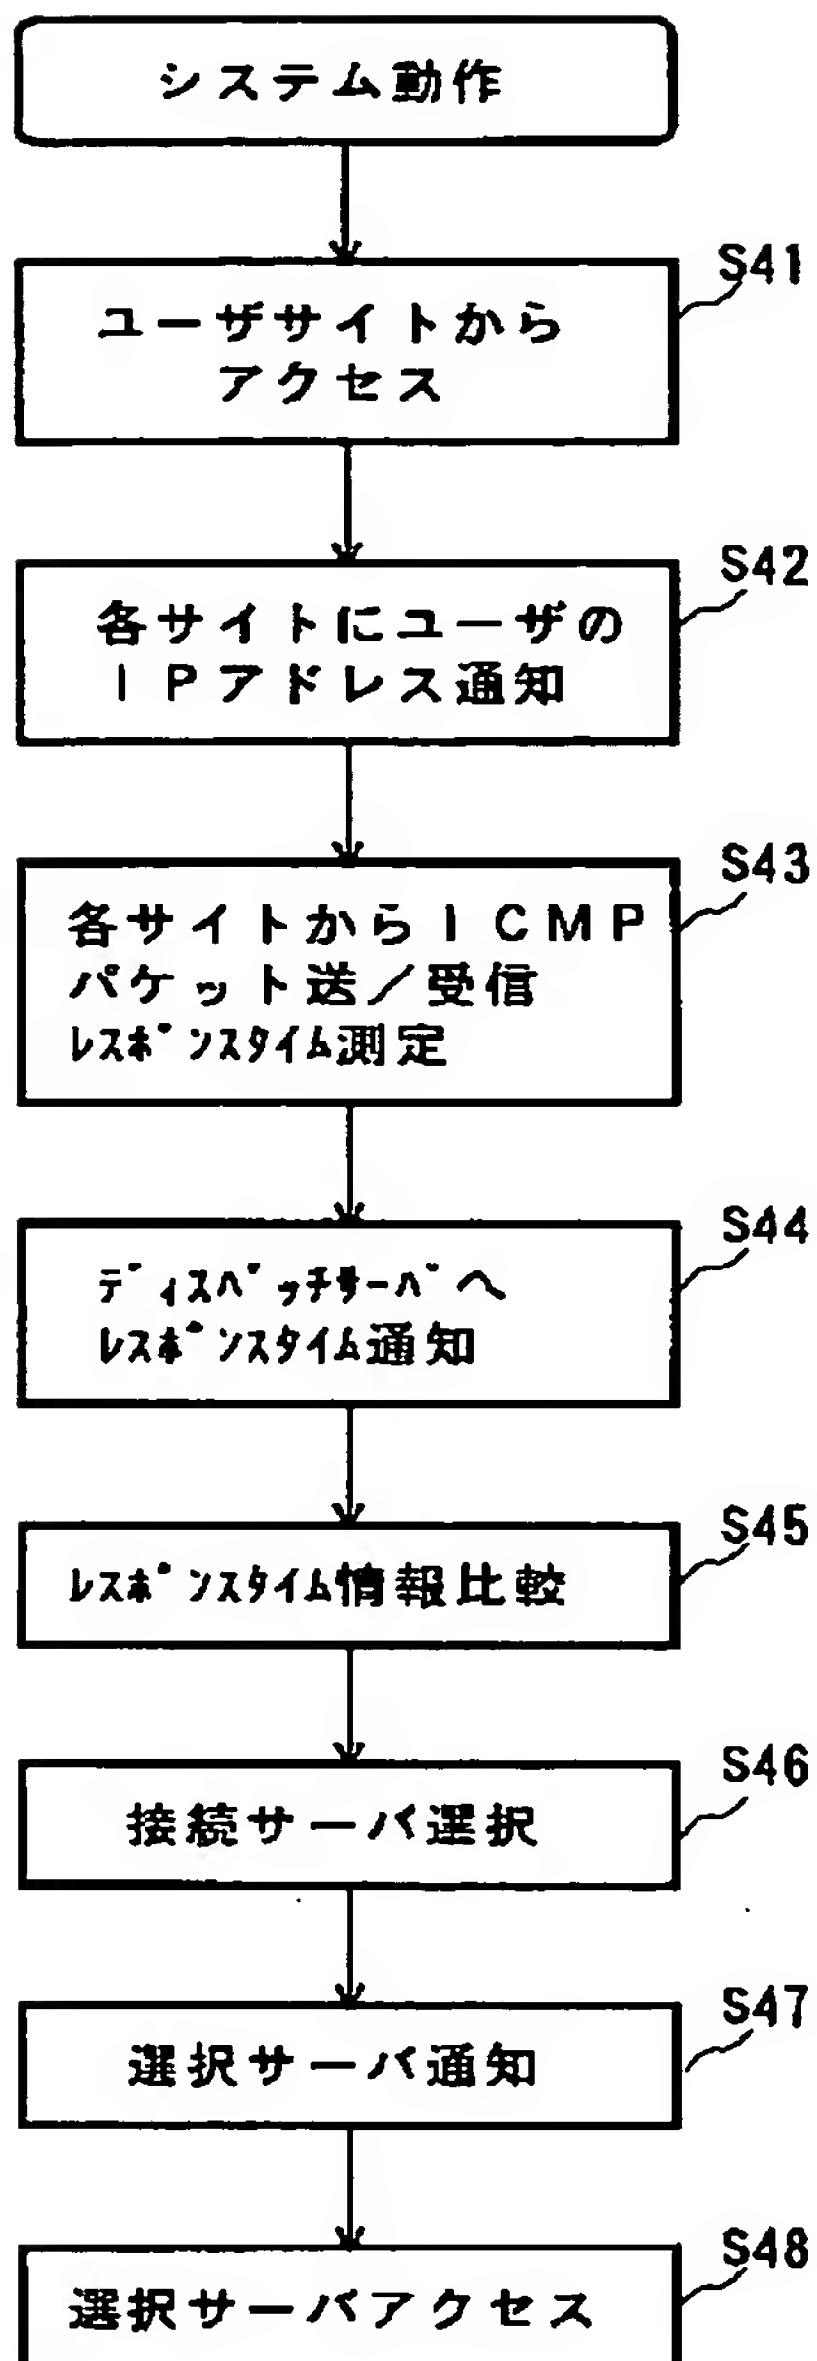 システム動作
S41
ユーザサイトから
アクセス
S42
各サイトにユーザの
IPアドレス通知
S43
各サイトからICMP
パケット送/受信
ﾚｽﾎﾟﾝｽﾀｲﾑ測定
S44
ﾃﾞｨｽﾊﾟｯﾁｻｰﾊﾞへ
ﾚｽﾎﾟﾝｽﾀｲﾑ通知
S45
ﾚｽﾎﾟﾝｽﾀｲﾑ情報比較
S46
接続サーバ選択
S47
選択サーバ通知
S48
選択サーバアクセス